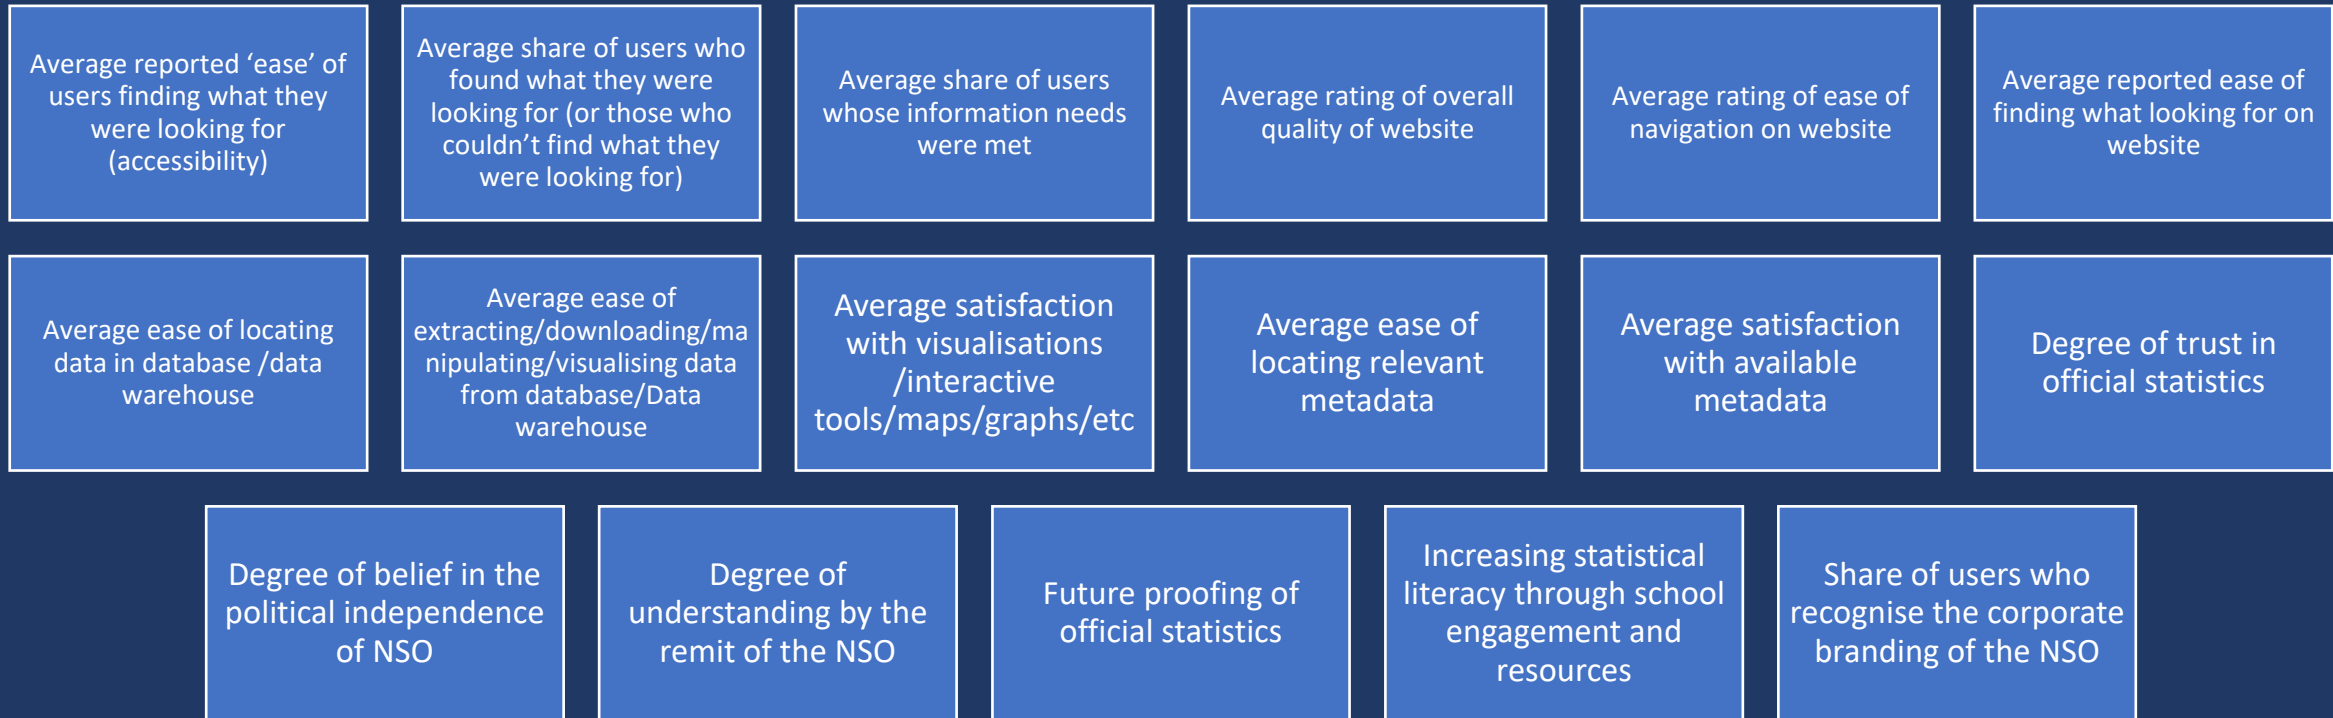 Average reported ‘ease’ of
users finding what they
were looking for
(accessibility)
Average share of users who
found what they were
looking for (or those who
couldn’t find what they
were looking for)
Average share of users
whose information needs
were met
Average rating of overall
quality of website
Average rating of ease of
navigation on website
Average reported ease of
finding what looking for on
website
Average ease of locating
data in database /data
warehouse
Average ease of
extracting/downloading/ma
nipulating/visualising data
from database/Data
warehouse
Average satisfaction
with visualisations
/interactive
tools/maps/graphs/etc
Average ease of
locating relevant
metadata
Average satisfaction
with available
metadata
Degree of trust in
official statistics
Degree of belief in the
political independence
of NSO
Degree of
understanding by the
remit of the NSO
Future proofing of
official statistics
Increasing statistical
literacy through school
engagement and
resources
Share of users who
recognise the corporate
branding of the NSO